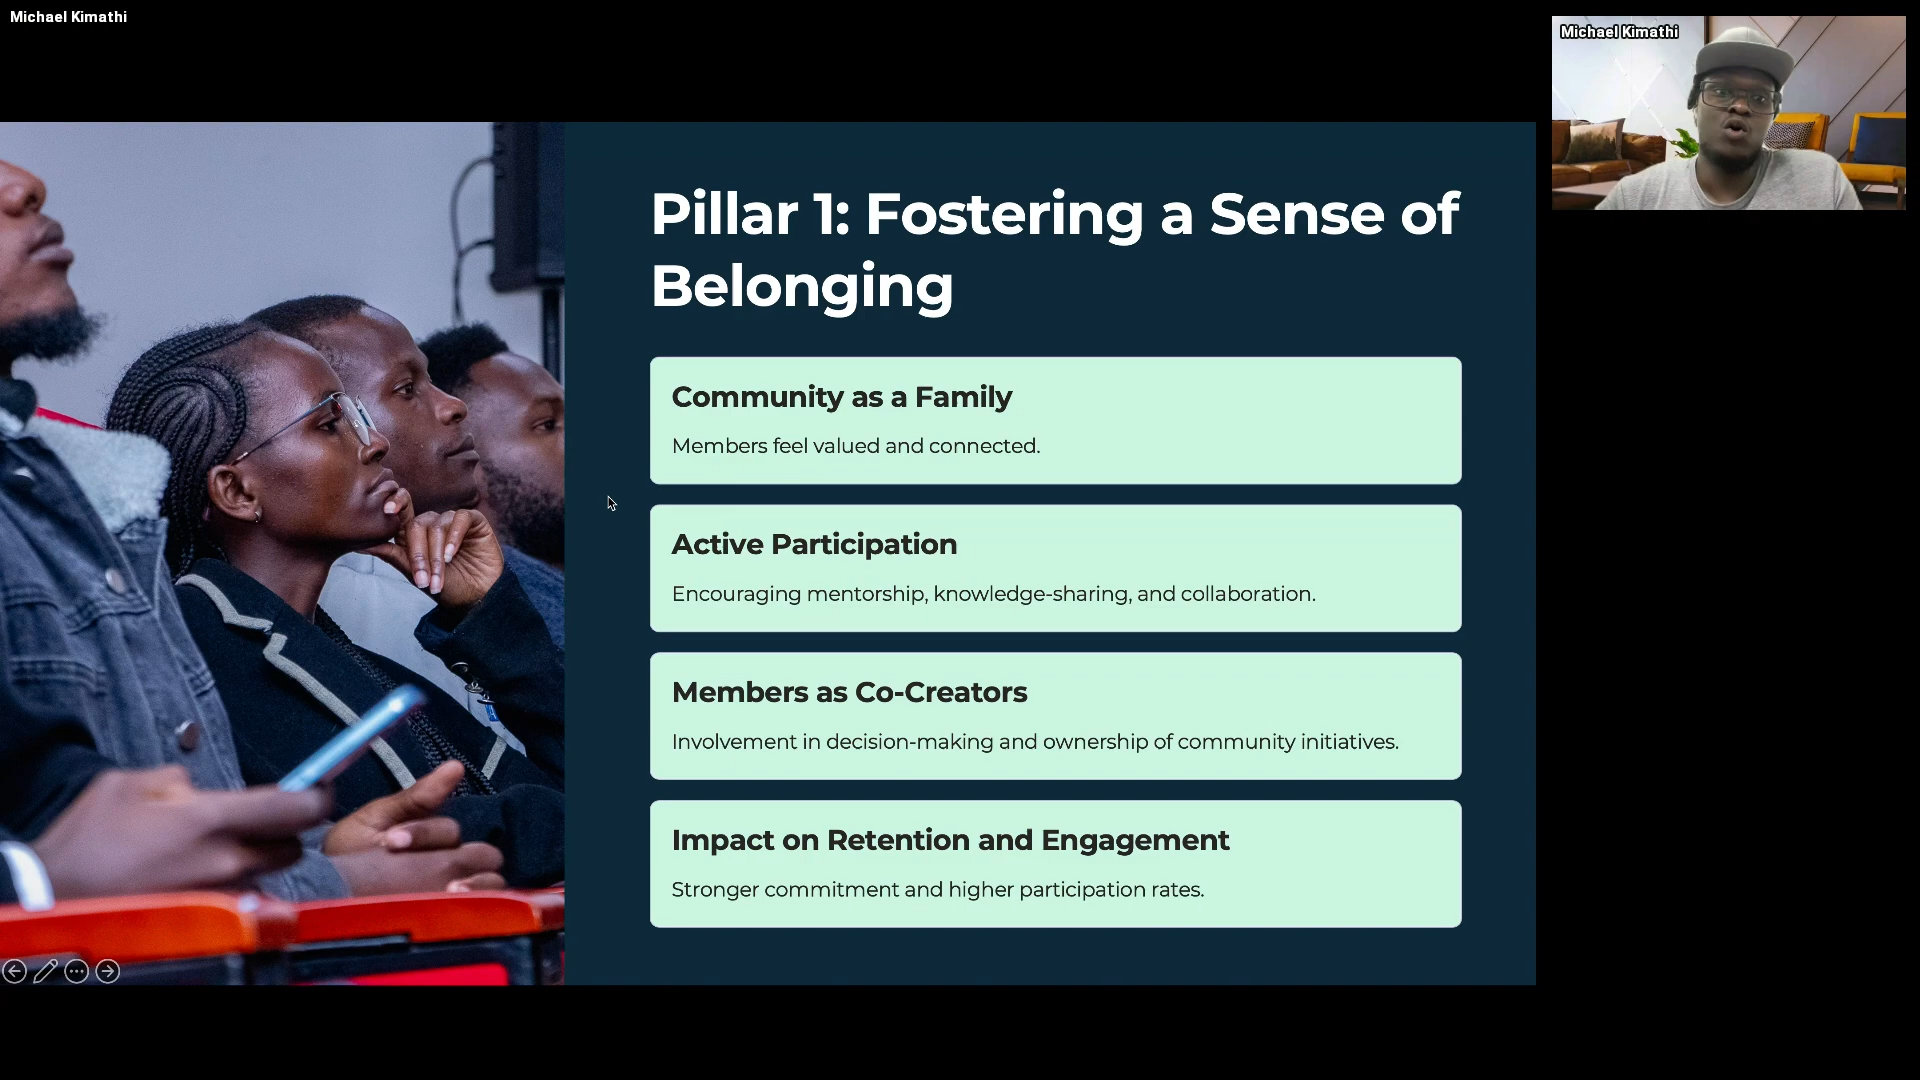 Michael Kimathi
Michael Kimathi
Pillar 1: Fostering a Sense of
Belonging
Community as a Family
Members feel valued and connected.
Active Participation
Encouraging mentorship, knowledge-sharing, and collaboration.
Members as Co-Creators
Involvement in decision-making and ownership of community initiatives.
Impact on Retention and Engagement
Stronger commitment and higher participation rates.